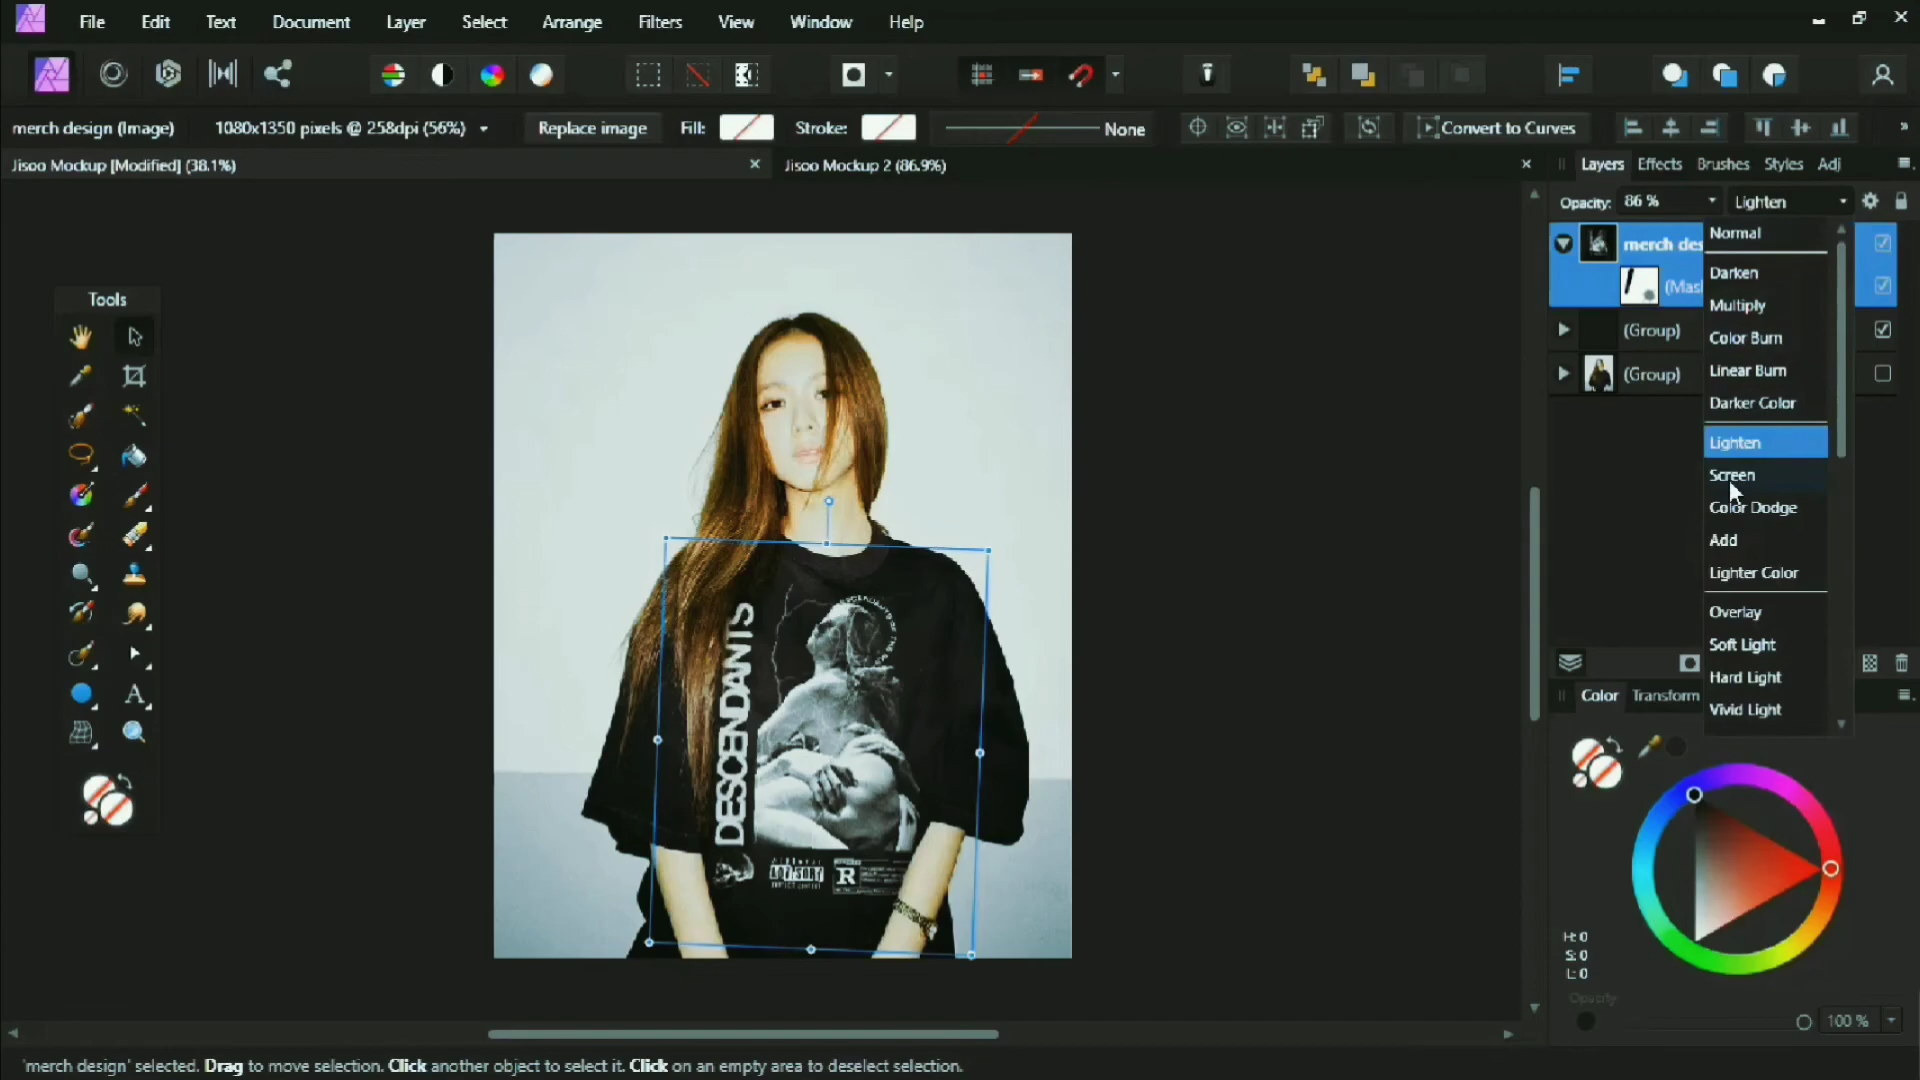 File Edit Text Document Layer Select Arrange Filters View Window Help
merch design (Image) 1080x1350 pixels @ 258dpi (56%) Replace image Fill: Stroke: None Convert to Curves
Jisoo Mockup [Modified] (38.1%) Jisoo Mockup 2 (86.9%)
Layers Effects Brushes Styles Adj
Opacity: 86 % Lighten
merch des
(Mas
(Group)
(Group)
Normal
Darken
Multiply
Color Burn
Linear Burn
Darker Color
Lighten
Screen
Color Dodge
Add
Lighter Color
Overlay
Soft Light
Hard Light
Vivid Light
Tools
DESCENDANTS
R
Color Transform
H: 0
S: 0
L: 0
Opacity
100 %
'merch design' selected. Drag to move selection. Click another object to select it. Click on an empty area to deselect selection.